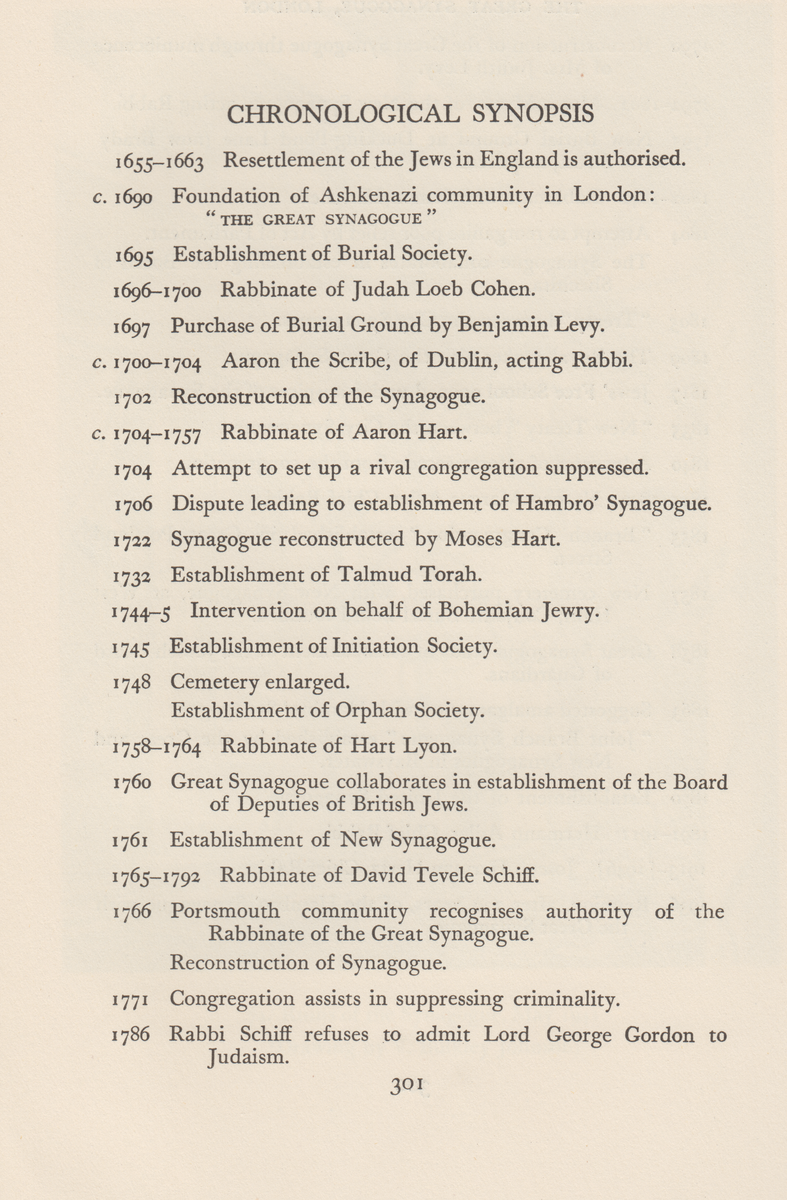 CHRONOLOGICAL SYNOPSIS
1655–1663 Resettlement of the Jews in England is authorised.
c. 1690 Foundation of Ashkenazi community in London:
“ THE GREAT SYNAGOGUE ”
1695 Establishment of Burial Society.
1696–1700 Rabbinate of Judah Loeb Cohen.
1697 Purchase of Burial Ground by Benjamin Levy.
c. 1700–1704 Aaron the Scribe, of Dublin, acting Rabbi.
1702 Reconstruction of the Synagogue.
c. 1704–1757 Rabbinate of Aaron Hart.
1704 Attempt to set up a rival congregation suppressed.
1706 Dispute leading to establishment of Hambro’ Synagogue.
1722 Synagogue reconstructed by Moses Hart.
1732 Establishment of Talmud Torah.
1744–5 Intervention on behalf of Bohemian Jewry.
1745 Establishment of Initiation Society.
1748 Cemetery enlarged.
Establishment of Orphan Society.
1758–1764 Rabbinate of Hart Lyon.
1760 Great Synagogue collaborates in establishment of the Board
of Deputies of British Jews.
1761 Establishment of New Synagogue.
1765–1792 Rabbinate of David Tevele Schiff.
1766 Portsmouth community recognises authority of the
Rabbinate of the Great Synagogue.
Reconstruction of Synagogue.
1771 Congregation assists in suppressing criminality.
1786 Rabbi Schiff refuses to admit Lord George Gordon to
Judaism.
301